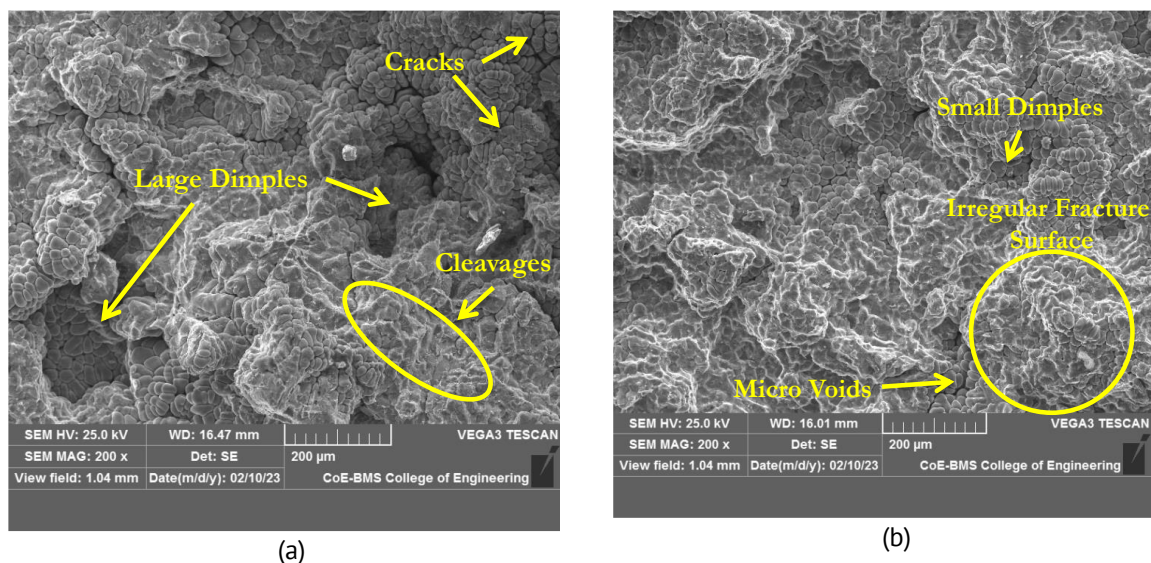 Cracks
Large Dimples
Cleavages
SEM HV: 25.0 kV
WD: 16.47 mm
VEGA3 TESCAN
SEM MAG: 200 x
Det: SE
200 µm
View field: 1.04 mm
Date(m/d/y): 02/10/23
CoE-BMS College of Engineering
(a)
Small Dimples
Irregular Fracture
Surface
Micro Voids
SEM HV: 25.0 kV
WD: 16.01 mm
VEGA3 TESCAN
SEM MAG: 200 x
Det: SE
200 µm
View field: 1.04 mm
Date(m/d/y): 02/10/23
CoE-BMS College of Engineering
(b)